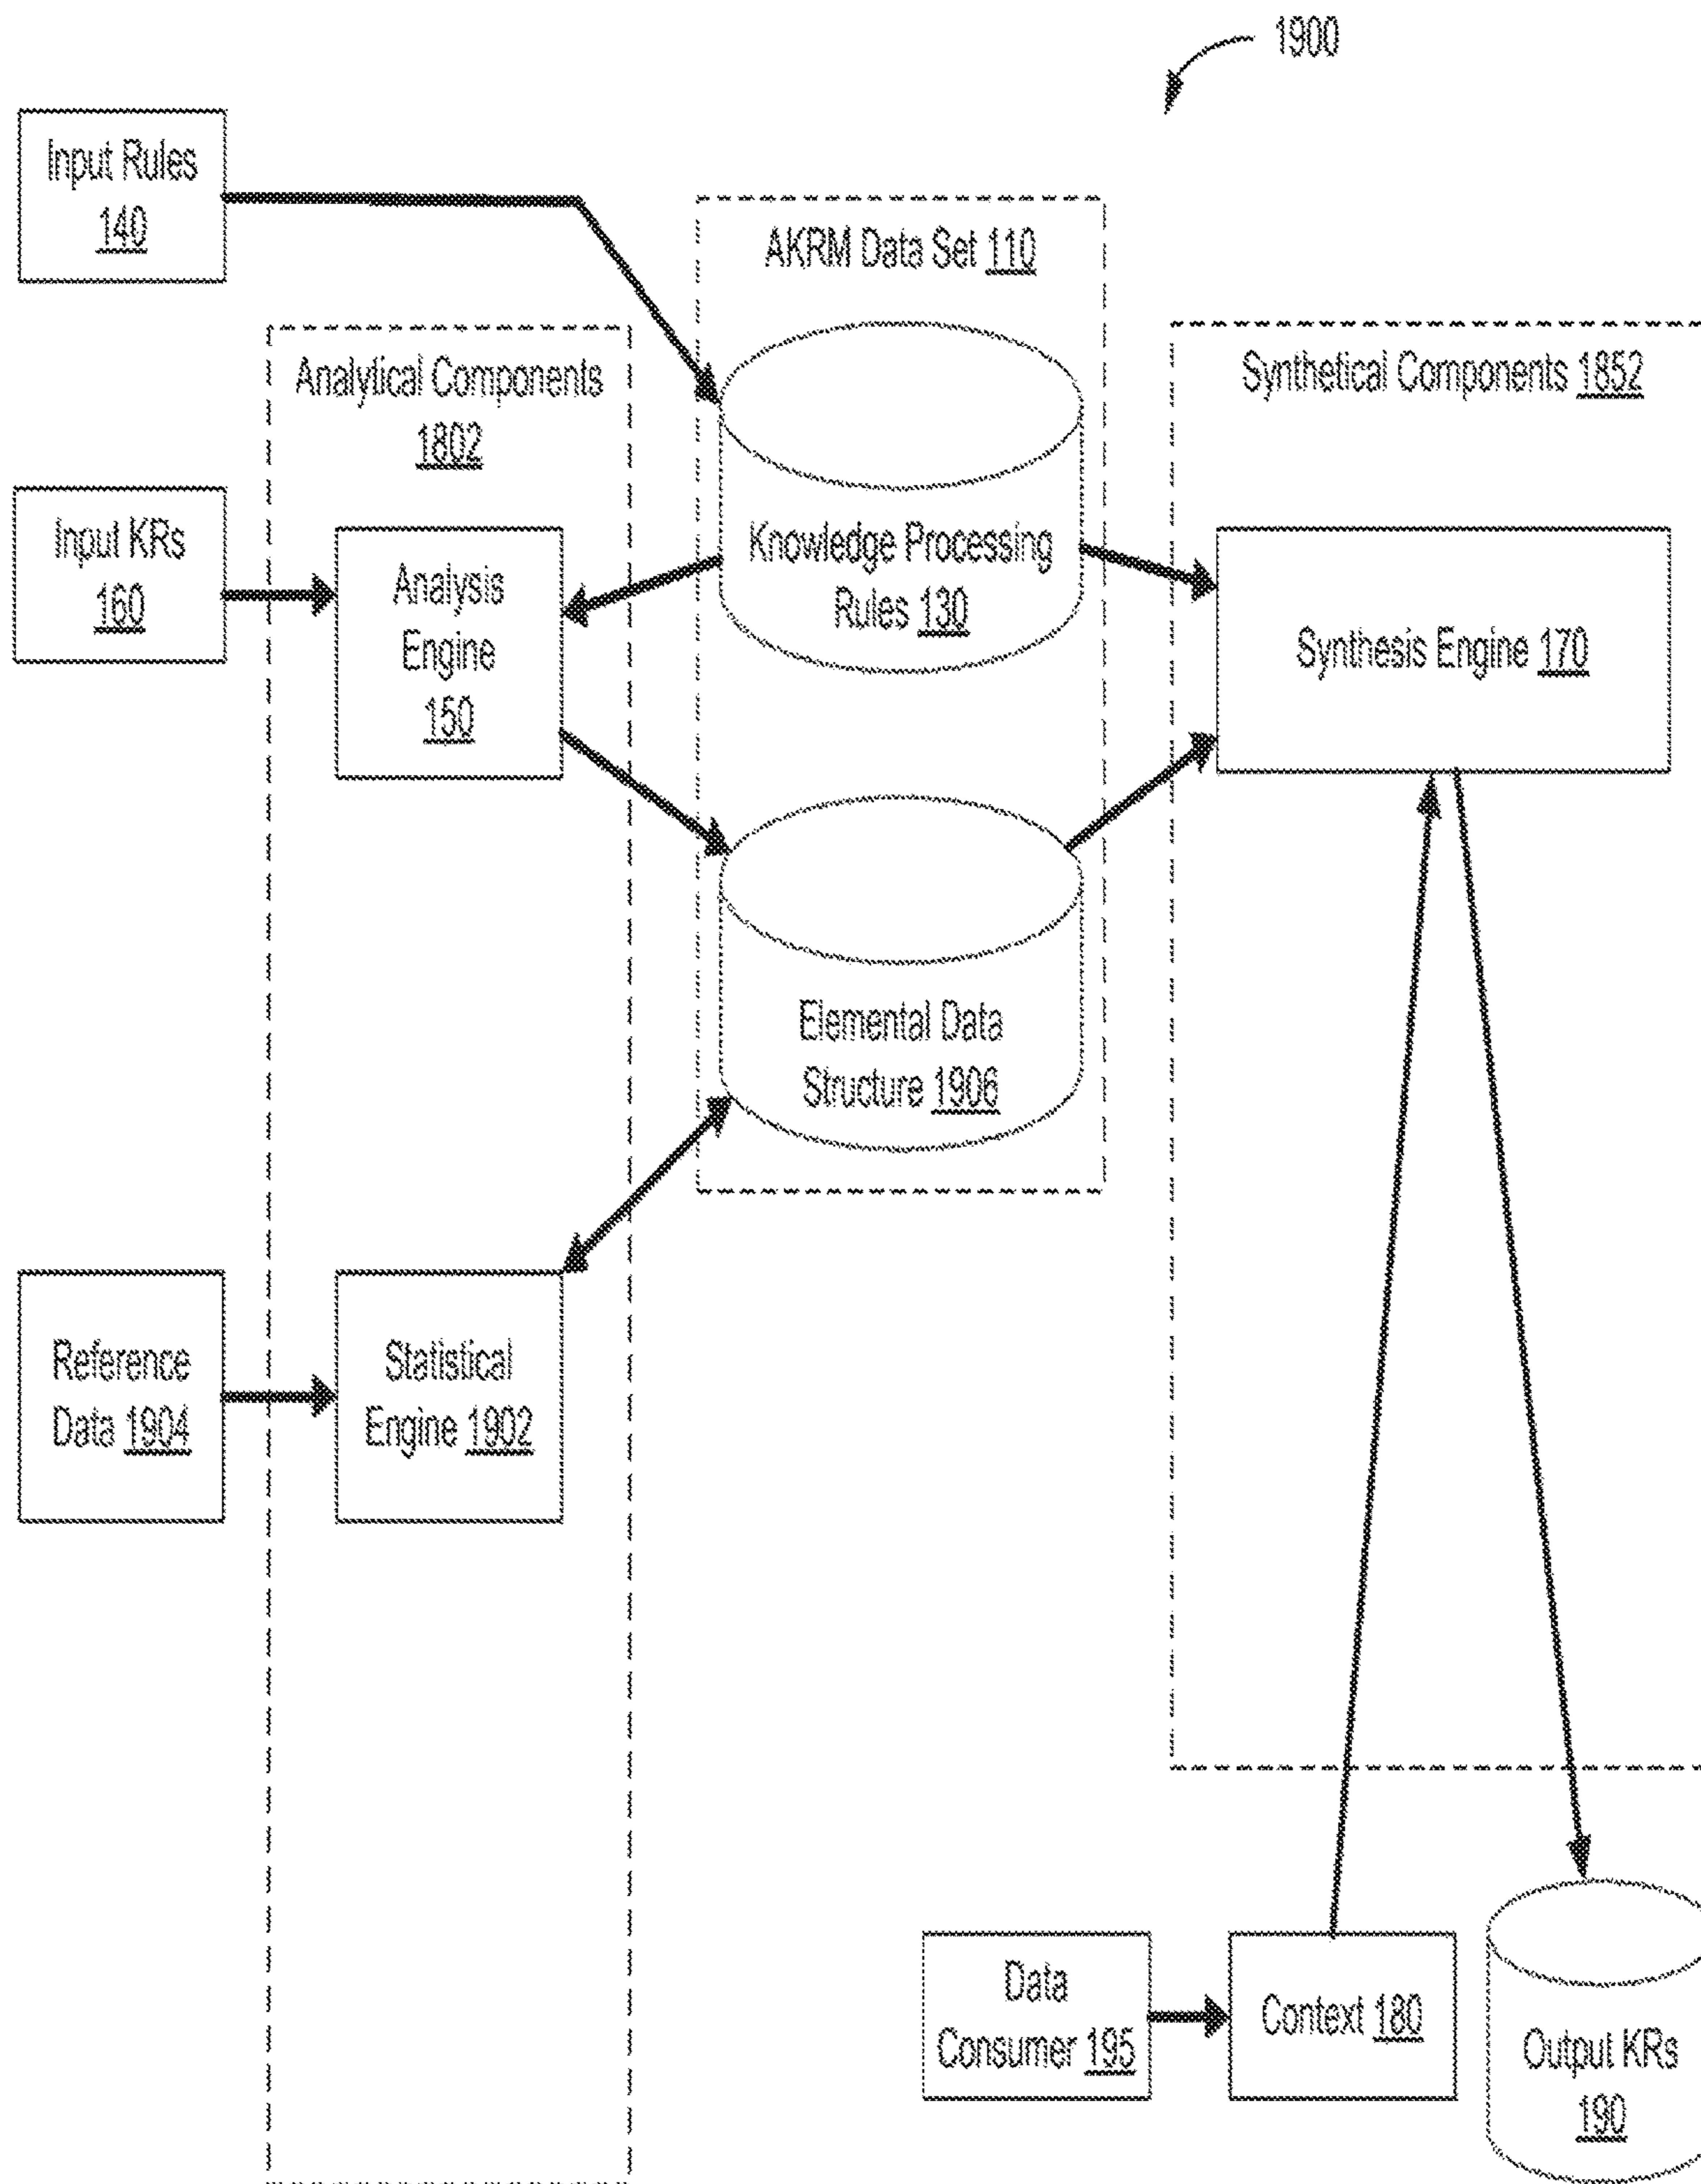 1900
Input Rules
140
AKRM Data Set 110
Analytical Components
1802
Synthetical Components 1852
Input KRs
160
Analysis
Engine
150
Knowledge Processing
Rules 130
Synthesis Engine 170
Elemental Data
Structure 1906
Reference
Data 1904
Statistical
Engine 1902
Data
Consumer 195
Context 180
Output KRs
190